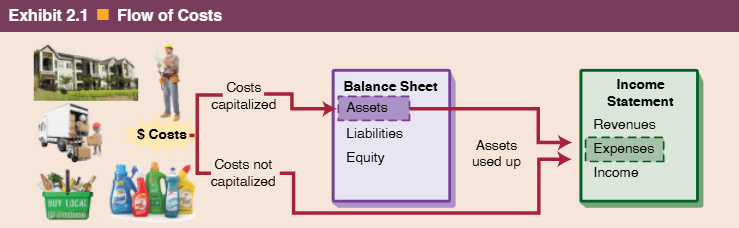 Exhibit 2.1 ■ Flow of Costs
$ Costs
BUY LOCAL
Costs
capitalized
Costs not
capitalized
Balance Sheet
Assets
Liabilities
Equity
Assets
used up
Income
Statement
Revenues
Expenses
Income